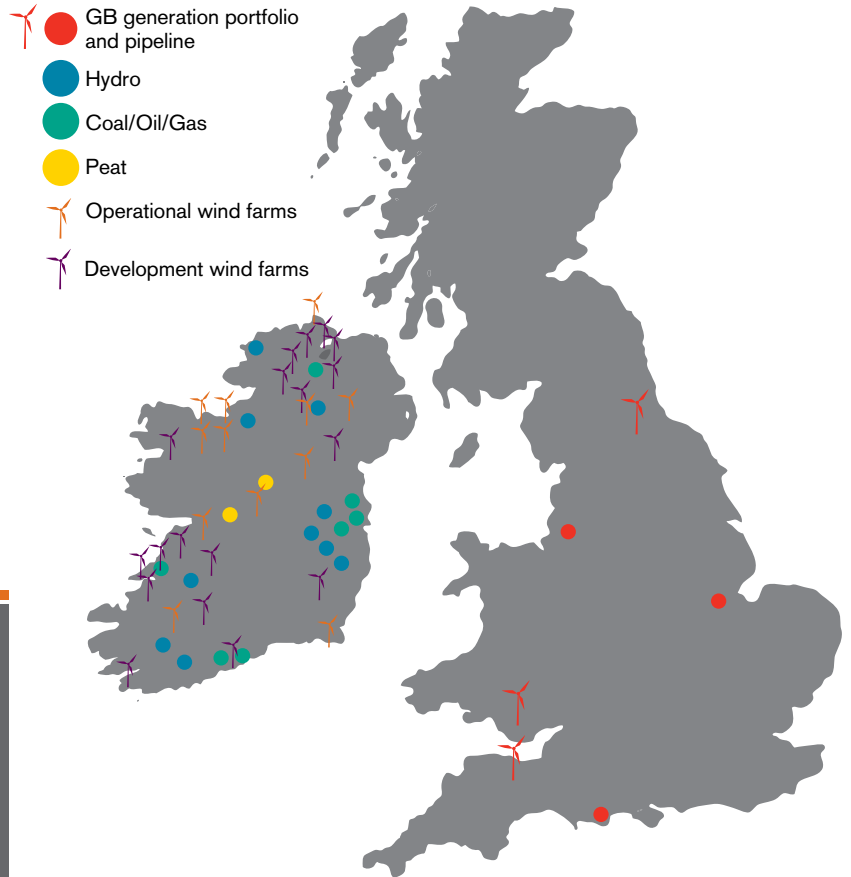 GB generation portfolio
and pipeline
Hydro
Coal/Oil/Gas
Peat
Operational wind farms
Development wind farms